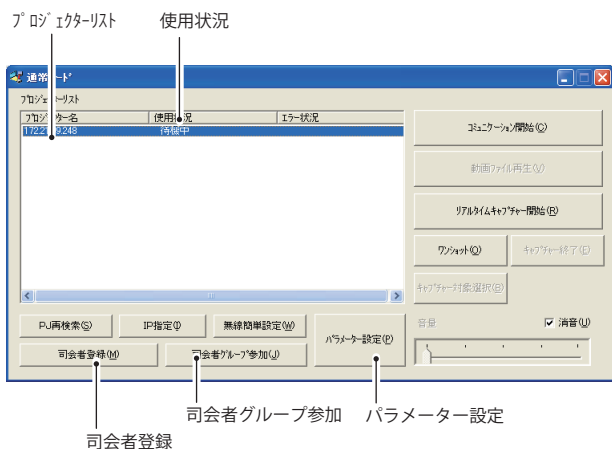 プロジェクターリスト 使用状況
通常モード
プロジェクターリスト
プロジェクター名 使用状況 エラー状況
待機中
コミュニケーション開始(C)
動画ファイル再生(V)
リアルタイムキャプチャー開始(R)
ワンショット(O) キャプチャー終了(E)
キャプチャー対象選択(B)
PJ再検索(S) IP指定(I) 無線簡単設定(W) パラメーター設定(P) 音量 消音(U)
司会者登録(M) 司会者グループ参加(J)
司会者グループ参加 パラメーター設定
司会者登録